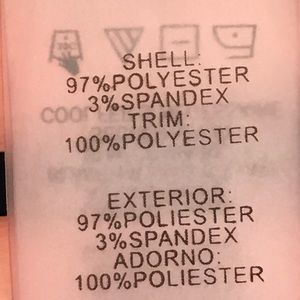 SHELL:
97%POLYESTER
3%SPANDEX
TRIM:
100%POLYESTER
EXTERIOR:
97%POLIESTER
3%SPANDEX
ADORNO:
100%POLIESTER